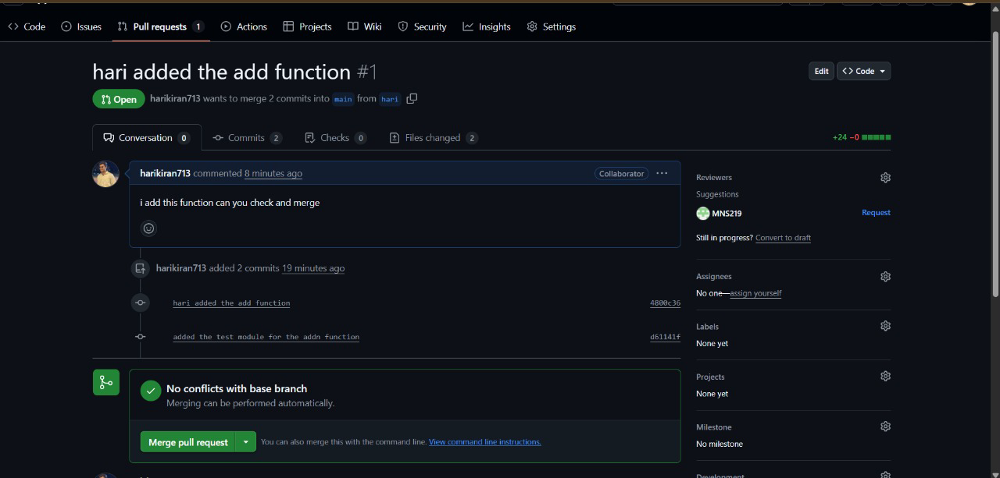 Code Issues Pull requests 1 Actions Projects Wiki Security Insights Settings
hari added the add function #1
Edit Code
Open harikiran713 wants to merge 2 commits into main from hari
Conversation 0 Commits 2 Checks 0 Files changed 2
+24 −0
harikiran713 commented 8 minutes ago Collaborator
i add this function can you check and merge
harikiran713 added 2 commits 19 minutes ago
hari added the add function 4800c36
added the test module for the addn function d61141f
No conflicts with base branch
Merging can be performed automatically.
Merge pull request You can also merge this with the command line. View command line instructions.
Reviewers
Suggestions
MNS219 Request
Still in progress? Convert to draft
Assignees
No one—assign yourself
Labels
None yet
Projects
None yet
Milestone
No milestone
Development